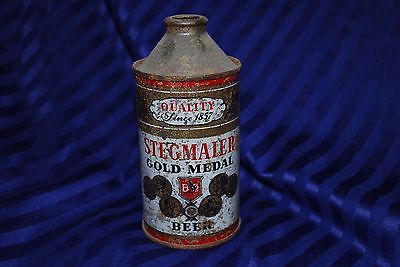 QUALITY
Since 1857
STEGMAIER
GOLD MEDAL
BEER